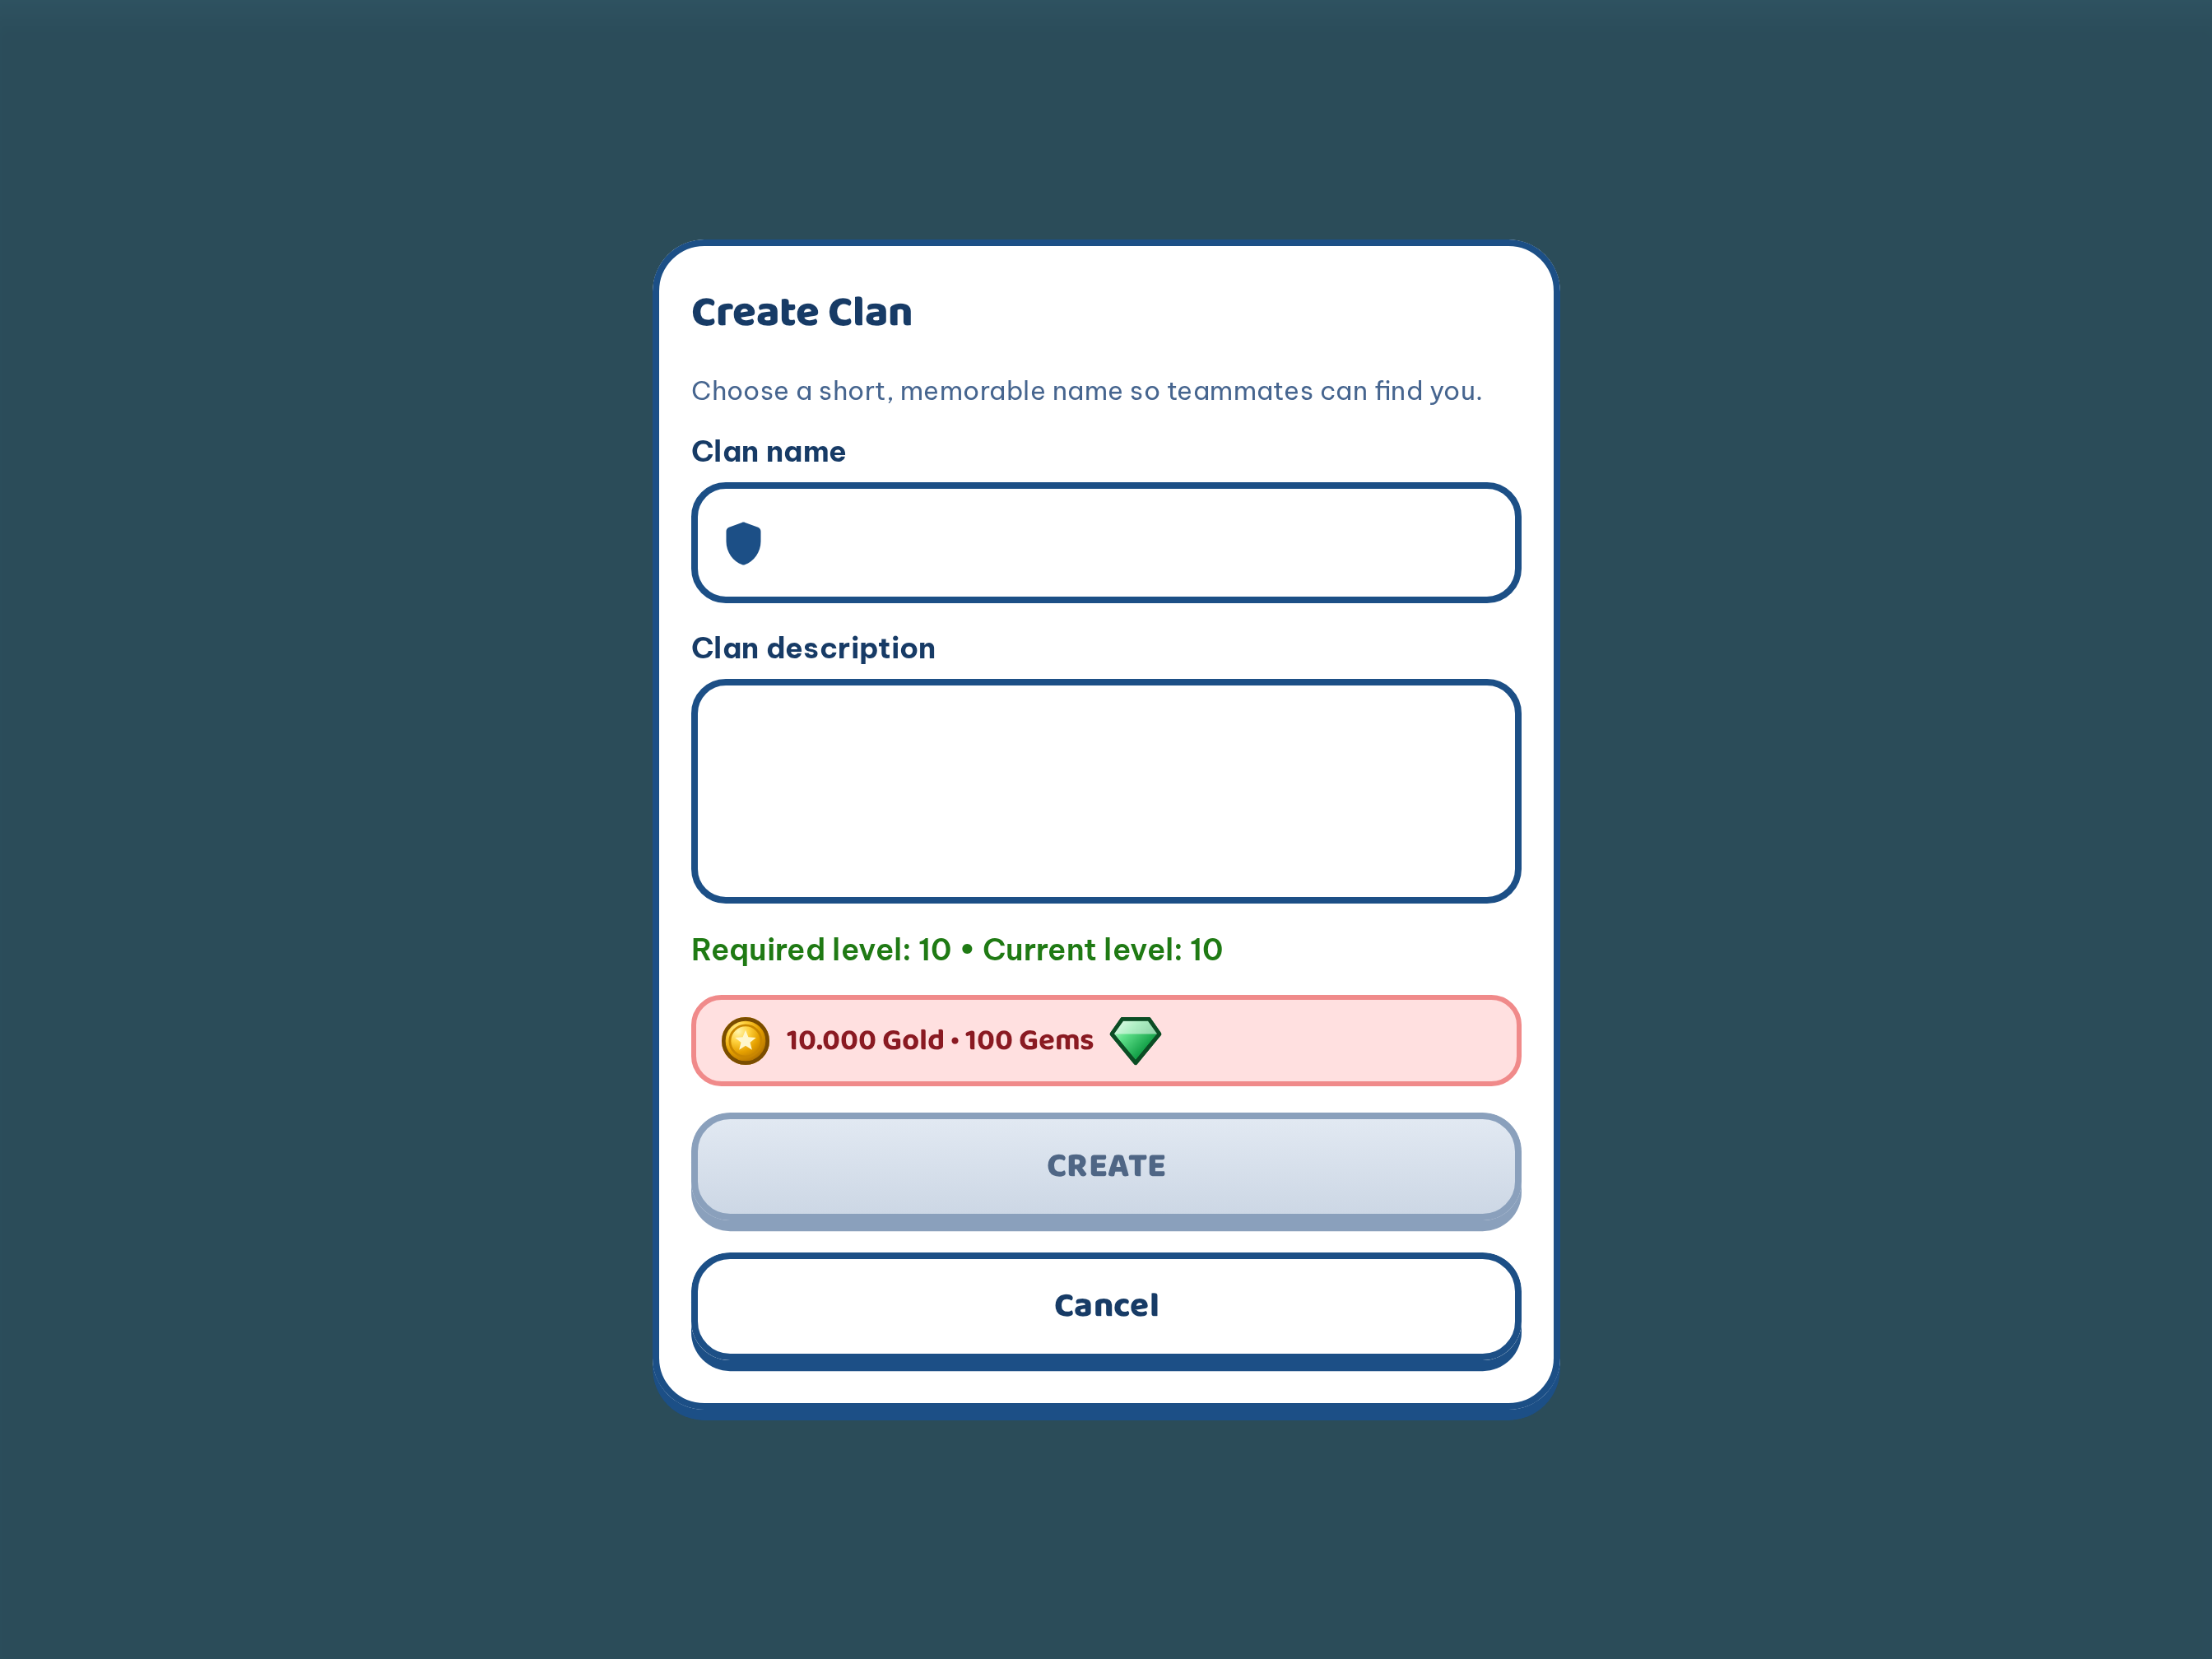 Create Clan
Choose a short, memorable name so teammates can find you.
Clan name
Clan description
Required level: 10 • Current level: 10
10.000 Gold • 100 Gems
CREATE
Cancel